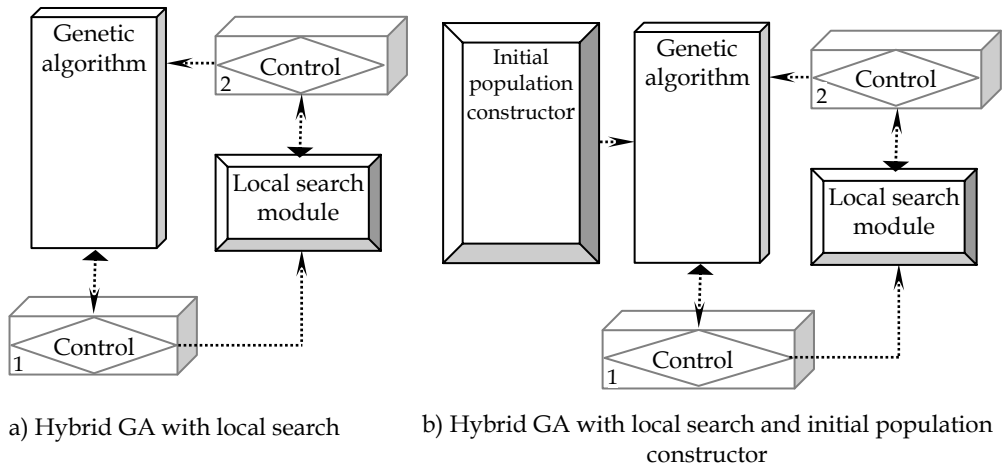 Genetic
algorithm
Control
2
Local search
module
Control
1
a) Hybrid GA with local search
Initial
population
constructor
Genetic
algorithm
Control
2
Local search
module
Control
1
b) Hybrid GA with local search and initial population
constructor